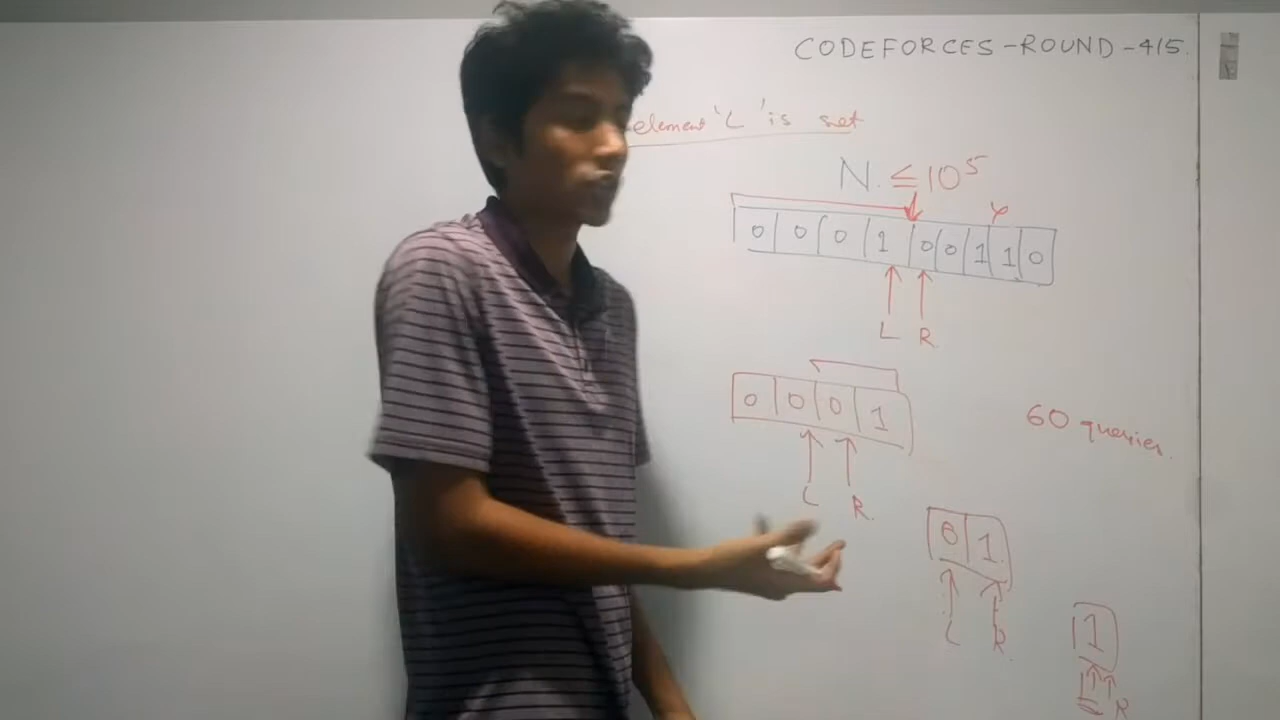 CODEFORCES-ROUND-415
element 'L' is set
N ≤ 10^5
0 0 0 1 0 0 1 1 0
L R
0 0 0 1
60 queries
L R
0 1
L R
1
R